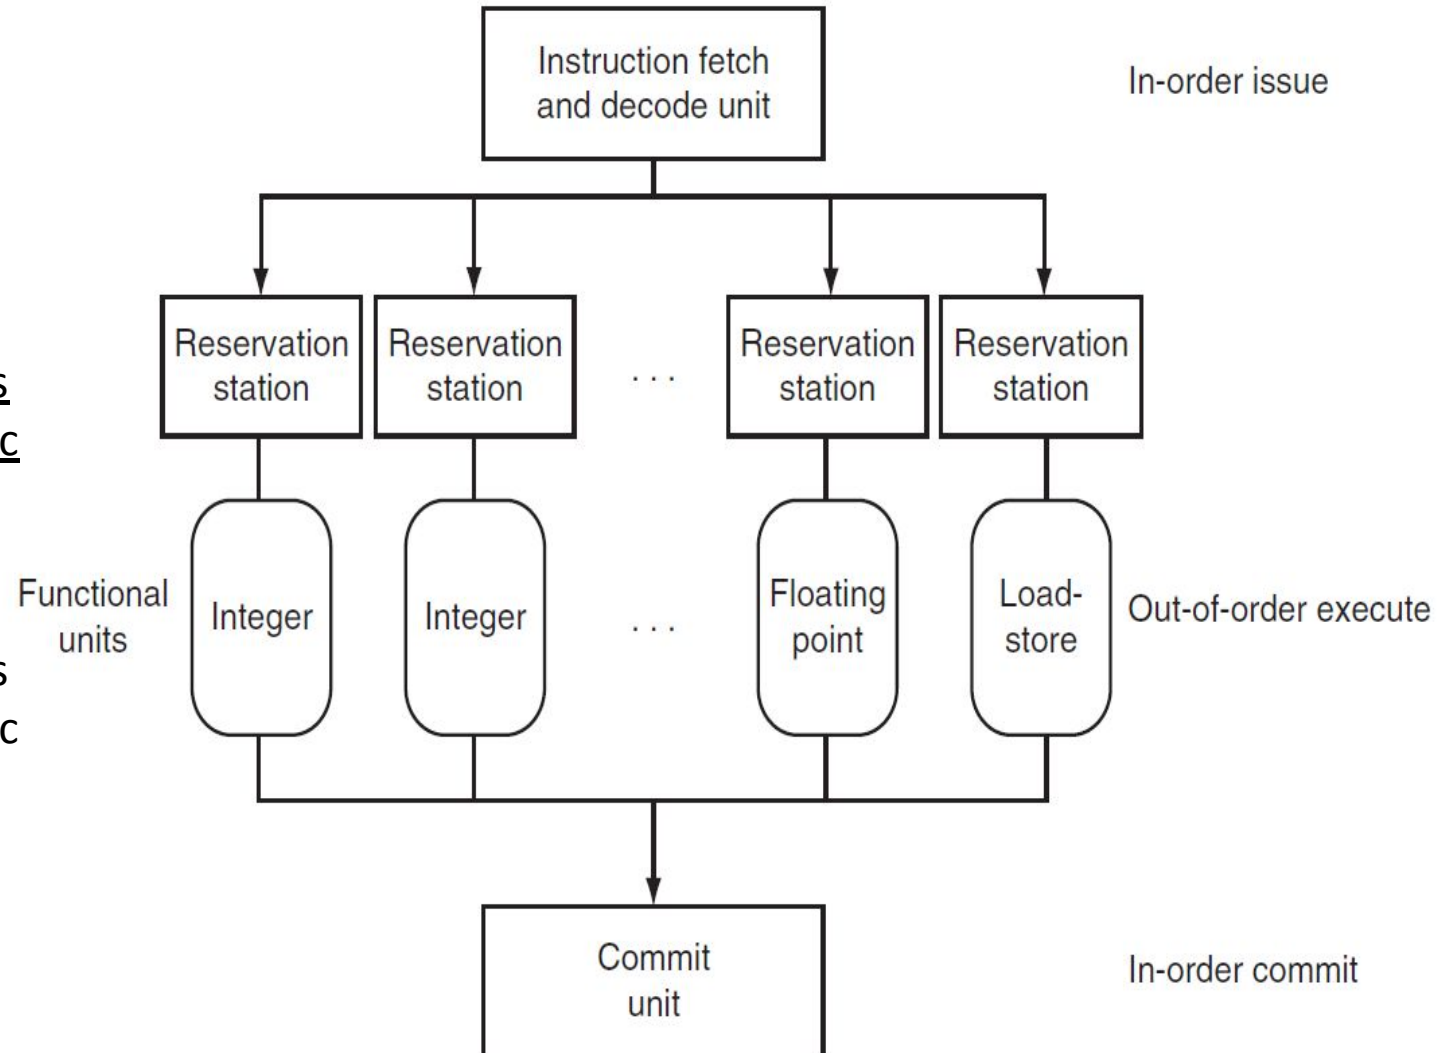 Instruction fetch
and decode unit
In-order issue
Reservation
station
Reservation
station
. . .
Reservation
station
Reservation
station
s
c
Functional
units
Integer
Integer
. . .
Floating
point
Load-
store
Out-of-order execute
s
c
Commit
unit
In-order commit